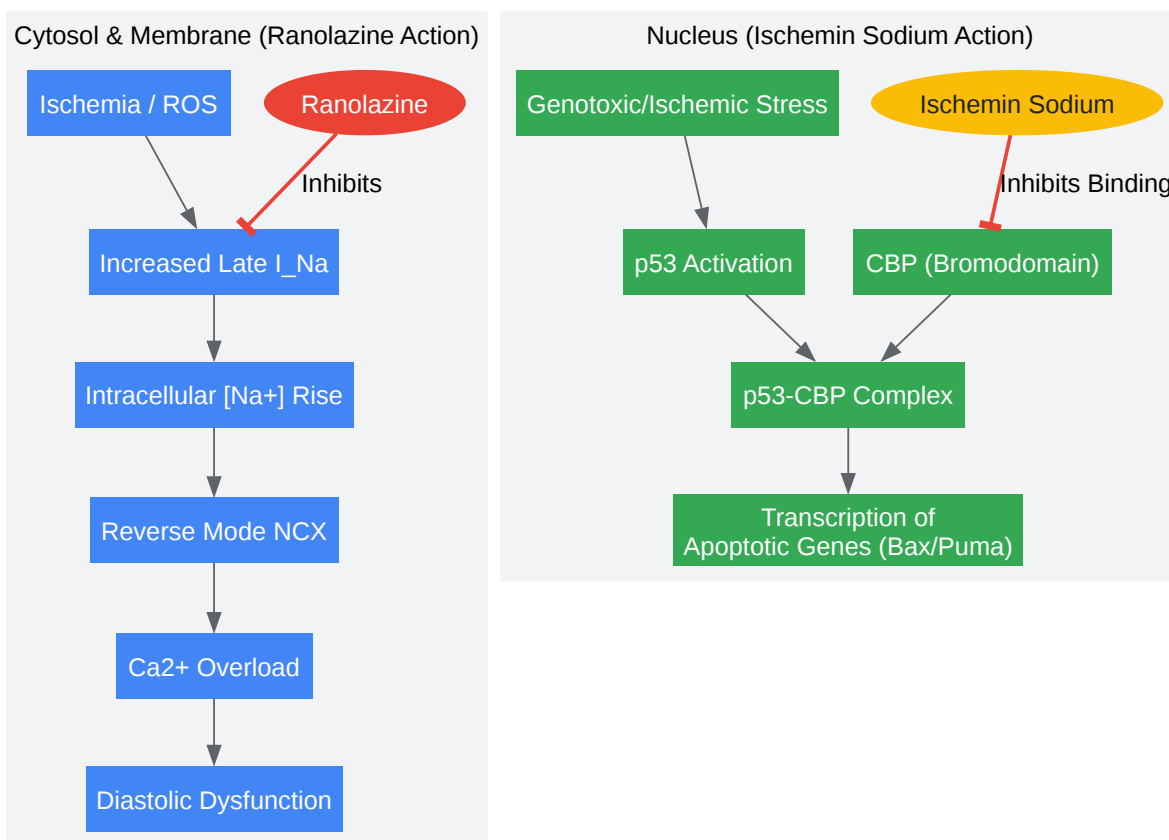 Cytosol & Membrane (Ranolazine Action)
Ischemia / ROS
Ranolazine
Inhibits
Increased Late I_Na
Intracellular [Na+] Rise
Reverse Mode NCX
Ca2+ Overload
Diastolic Dysfunction
Nucleus (Ischemin Sodium Action)
Genotoxic/Ischemic Stress
Ischemin Sodium
Inhibits Binding
p53 Activation
CBP (Bromodomain)
p53-CBP Complex
Transcription of
Apoptotic Genes (Bax/Puma)